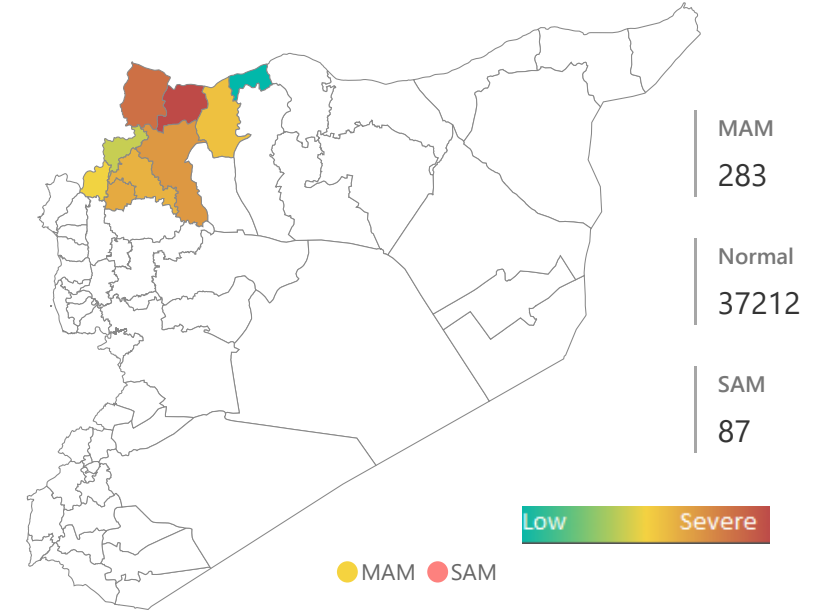 MAM
283
Normal
37212
SAM
87
Low Severe
MAM SAM